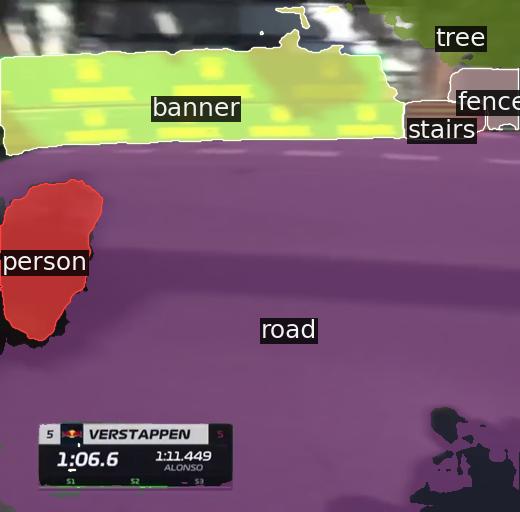 tree
banner
fence
stairs
person
road
5 VERSTAPPEN 5
1:06.6 1:11.449
ALONSO
S1 S2 S3